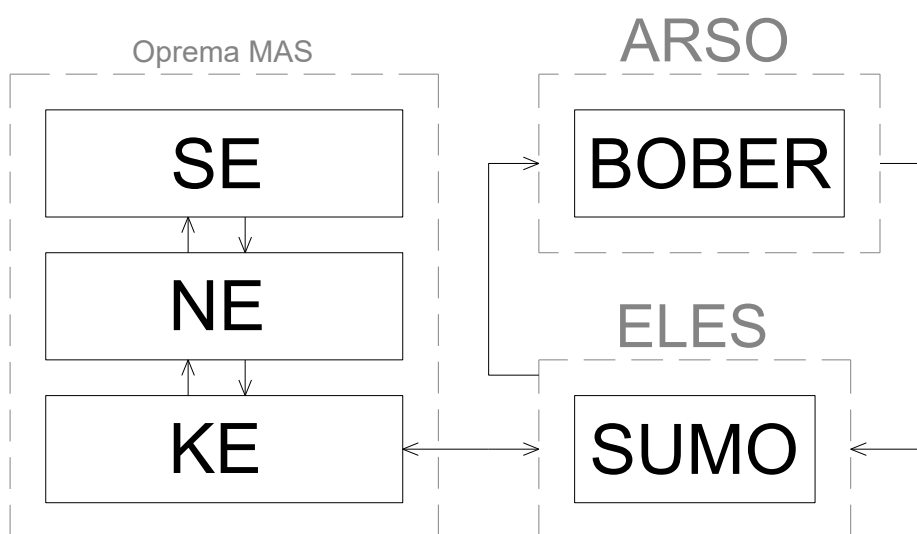 Oprema MAS
SE
NE
KE
ARSO
BOBER
ELES
SUMO